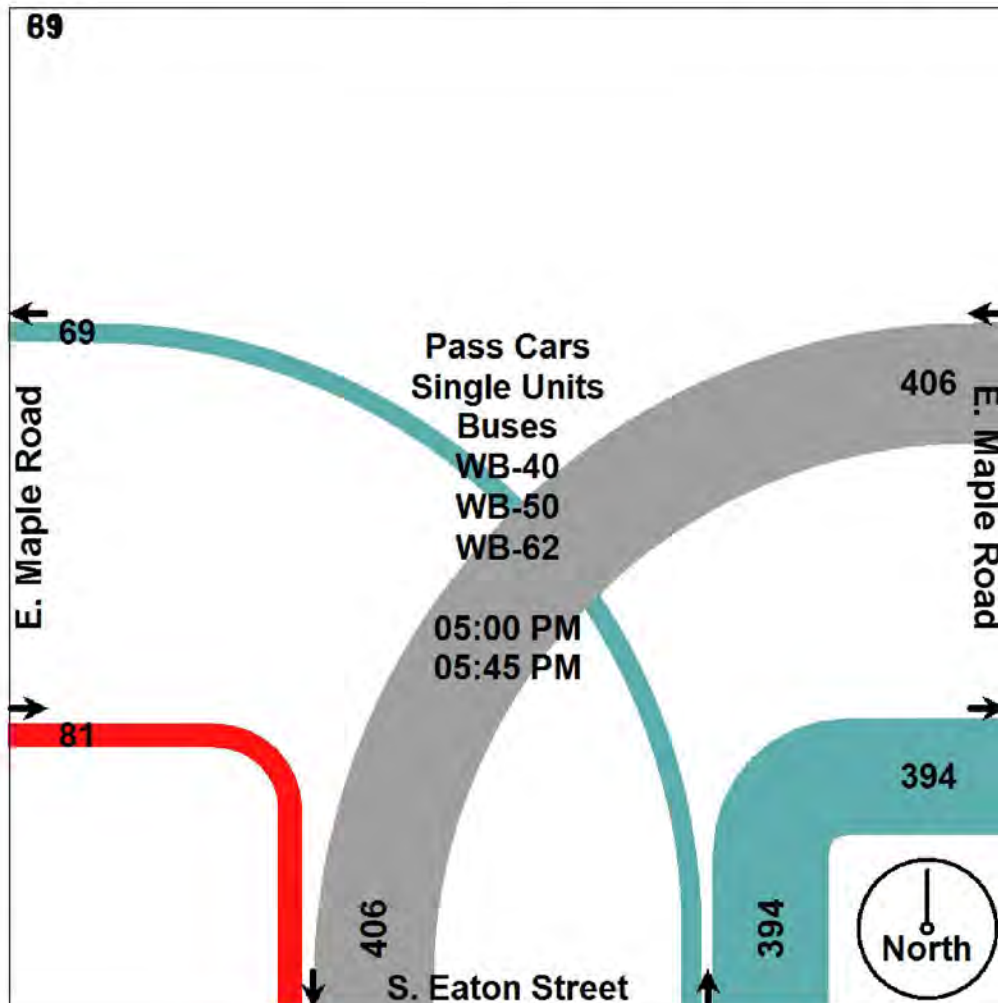 69
Pass Cars
Single Units
Buses
WB-40
WB-50
WB-62
406
E. Maple Road
E. Maple Road
05:00 PM
05:45 PM
81
394
406
394
North
S. Eaton Street